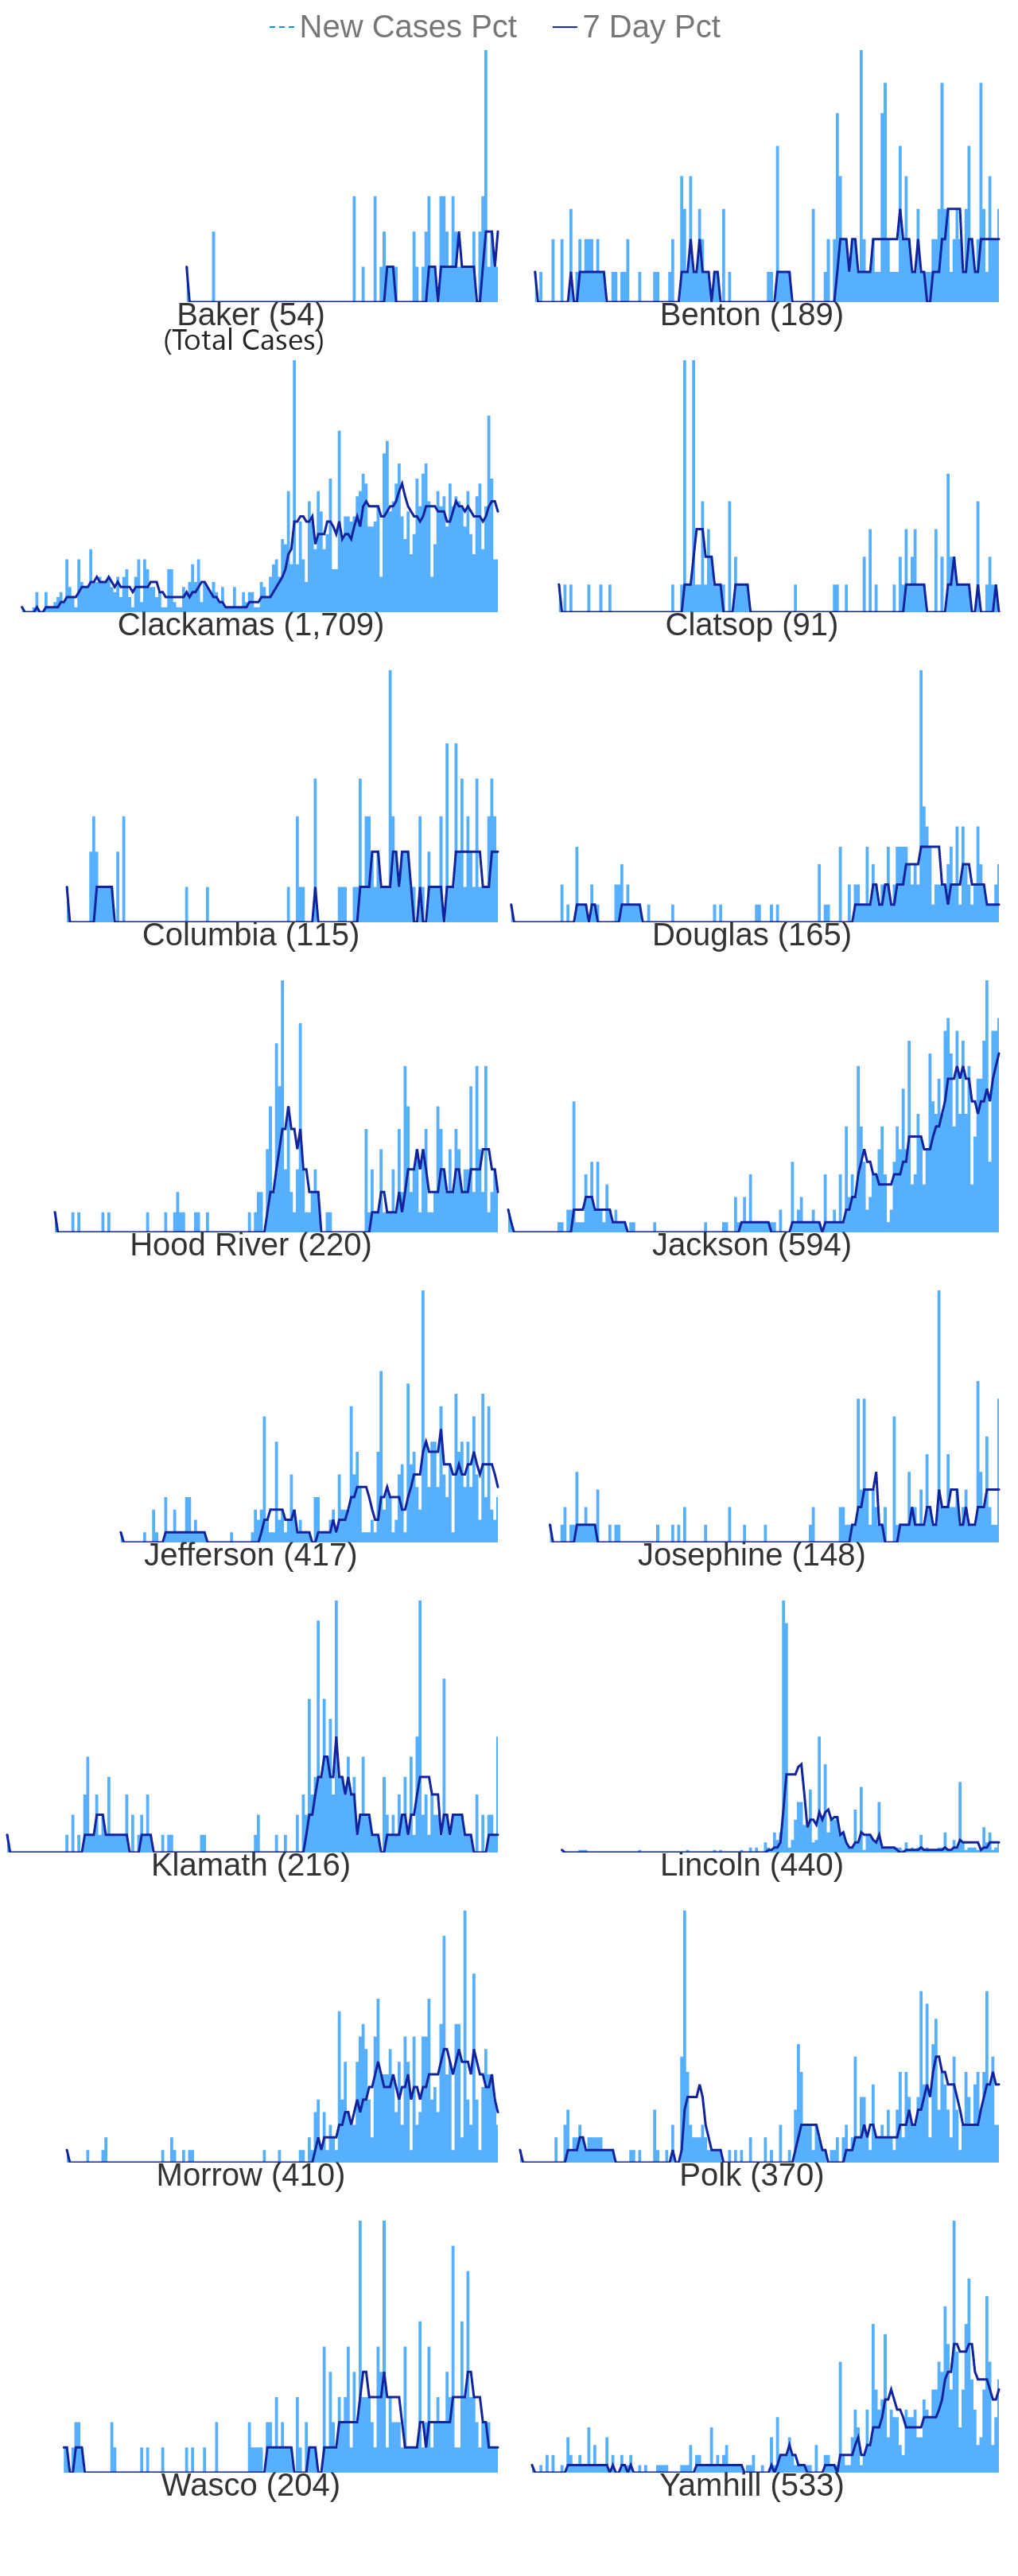 New Cases Pct 7 Day Pct
Baker (54) Benton (189)
(Total Cases)
Clackamas (1,709) Clatsop (91)
Columbia (115) Douglas (165)
Hood River (220) Jackson (594)
Jefferson (417) Josephine (148)
Klamath (216) Lincoln (440)
Morrow (410) Polk (370)
Wasco (204) Yamhill (533)